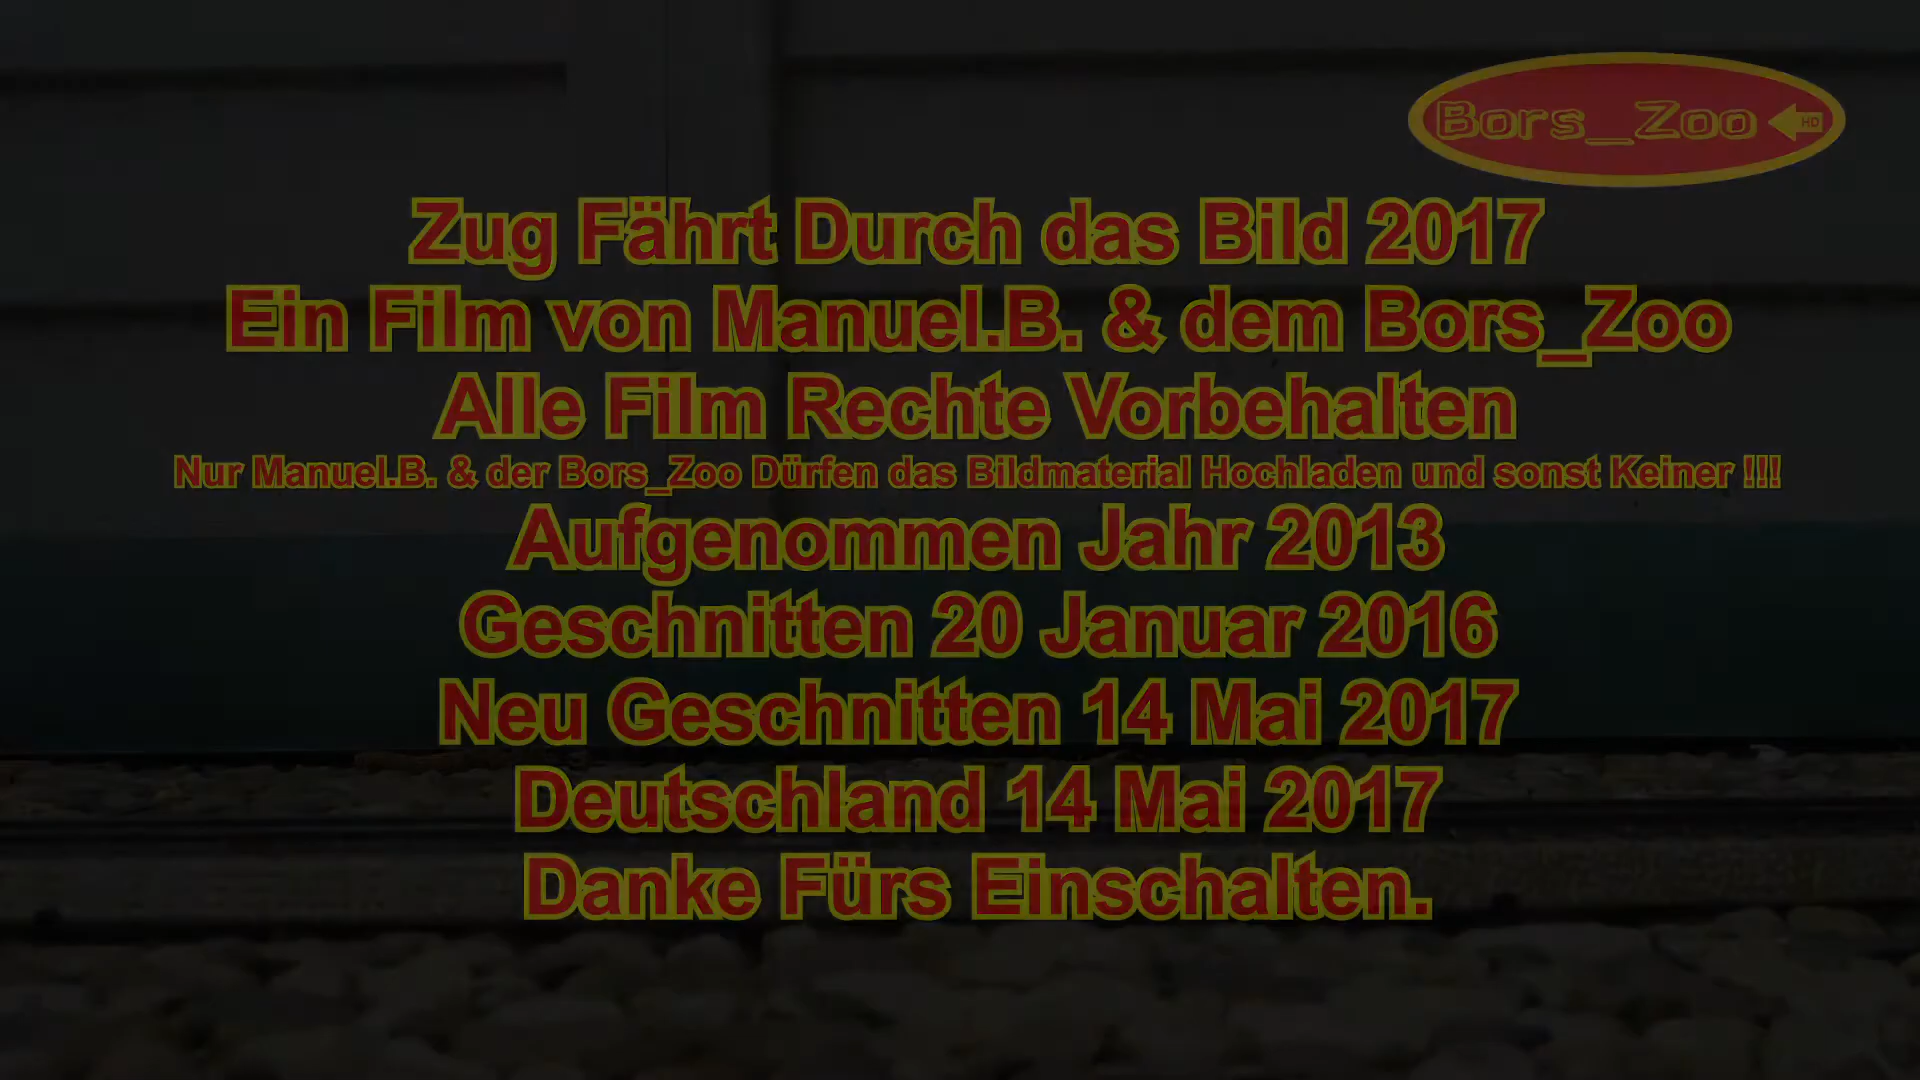 Bors_Zoo HD
Zug Fährt Durch das Bild 2017
Ein Film von Manuel.B. & dem Bors_Zoo
Alle Film Rechte Vorbehalten
Nur Manuel.B. & der Bors_Zoo Dürfen das Bildmaterial Hochladen und sonst Keiner !!!
Aufgenommen Jahr 2013
Geschnitten 20 Januar 2016
Neu Geschnitten 14 Mai 2017
Deutschland 14 Mai 2017
Danke Fürs Einschalten.